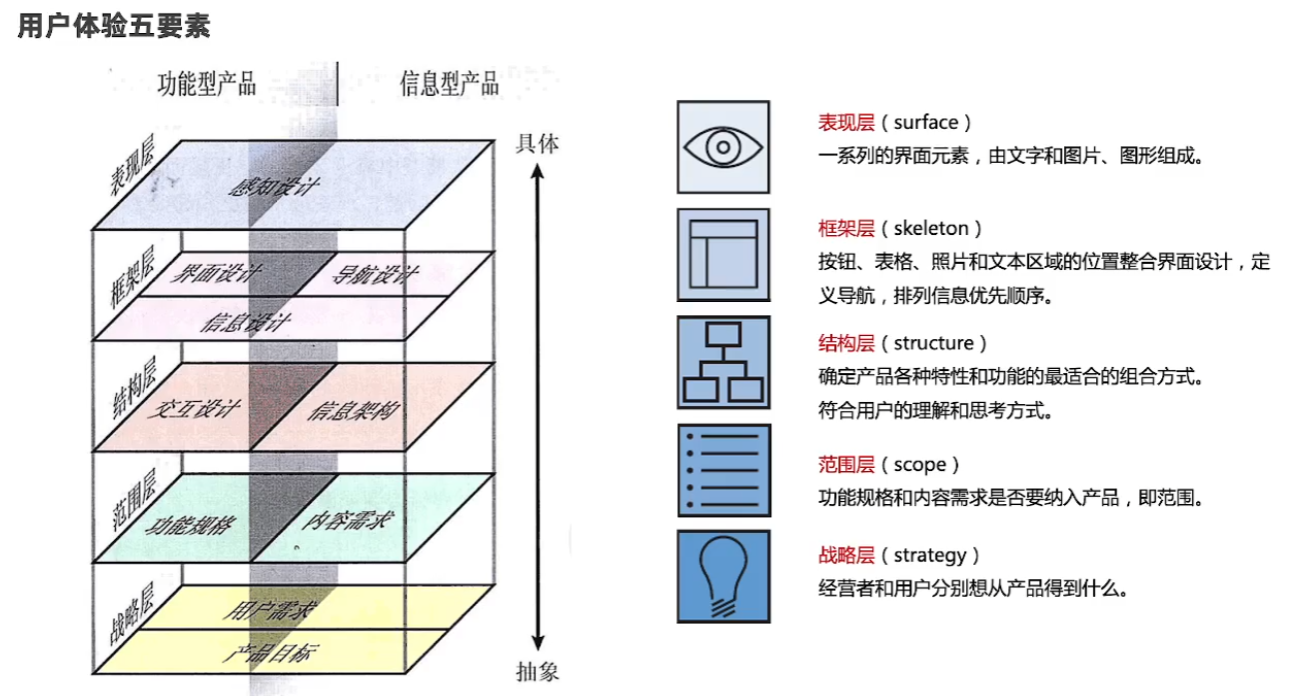 用户体验五要素
功能型产品
信息型产品
具体
表现层
感知设计
框架层
界面设计
导航设计
信息设计
结构层
交互设计
信息架构
范围层
功能规格
内容需求
战略层
用户需求
产品目标
抽象
表现层(surface)
一系列的界面元素，由文字和图片、图形组成。
框架层(skeleton)
按钮、表格、照片和文本区域的位置整合界面设计，定
义导航，排列信息优先顺序。
结构层(structure)
确定产品各种特性和功能的最适合的组合方式。
符合用户的理解和思考方式。
范围层(scope)
功能规格和内容需求是否要纳入产品，即范围。
战略层(strategy)
经营者和用户分别想从产品得到什么。